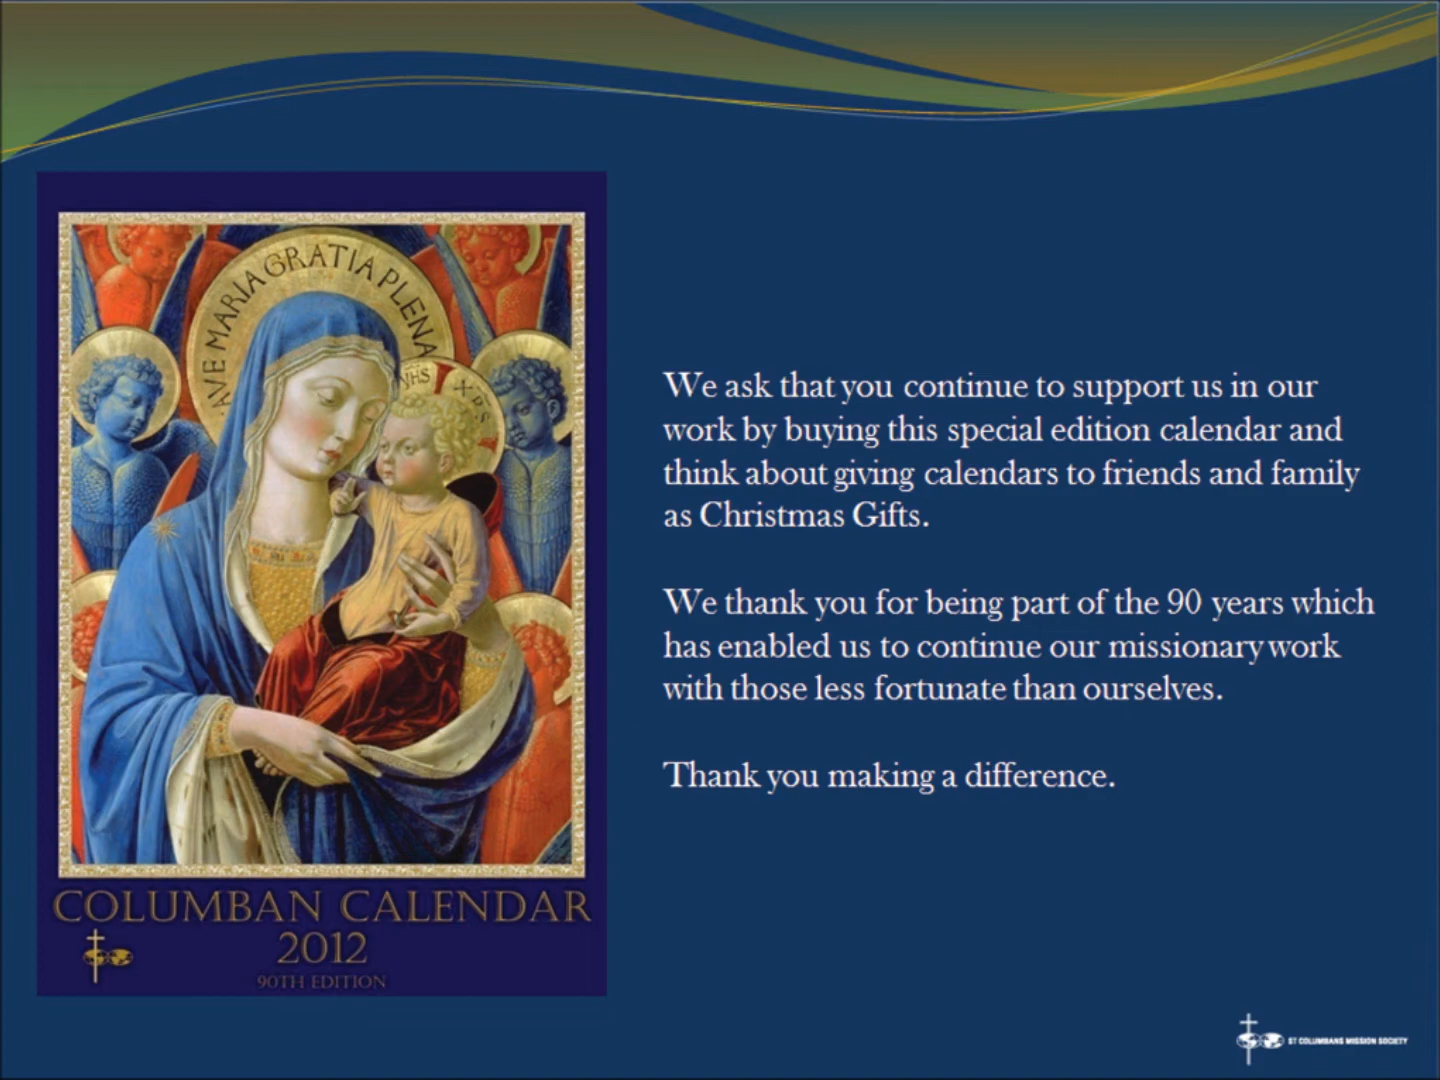 AVE MARIA GRATIA PLENA
YHS
XPS
COLUMBAN CALENDAR
2012
90TH EDITION
We ask that you continue to support us in our
work by buying this special edition calendar and
think about giving calendars to friends and family
as Christmas Gifts.
We thank you for being part of the 90 years which
has enabled us to continue our missionary work
with those less fortunate than ourselves.
Thank you making a difference.
ST COLUMBANS MISSION SOCIETY